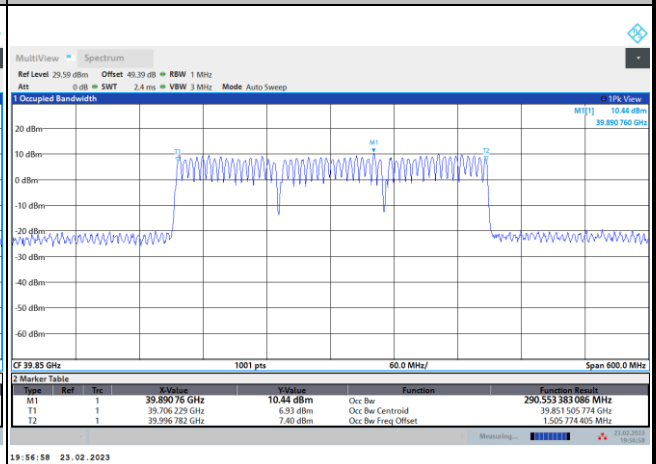 MultiView Spectrum
Ref Level 29.59 dBm Offset 49.39 dB RBW 1 MHz
Att 0 dB SWT 2.4 ms VBW 3 MHz Mode Auto Sweep
1 Occupied Bandwidth 1Pk View
M1[1] 10.44 dBm
39.890 760 GHz
20 dBm
10 dBm
0 dBm
-10 dBm
-20 dBm
-30 dBm
-40 dBm
-50 dBm
-60 dBm
T1 M1 T2
CF 39.85 GHz 1001 pts 60.0 MHz/ Span 600.0 MHz
2 Marker Table
Type Ref Trc X-Value Y-Value Function Function Result
M1 1 39.890 76 GHz 10.44 dBm Occ Bw 290.553 383 086 MHz
T1 1 39.706 229 GHz 6.93 dBm Occ Bw Centroid 39.851 505 774 GHz
T2 1 39.996 782 GHz 7.40 dBm Occ Bw Freq Offset 1.505 774 405 MHz
Measuring... 23.02.2023
19:56:58
19:56:58 23.02.2023